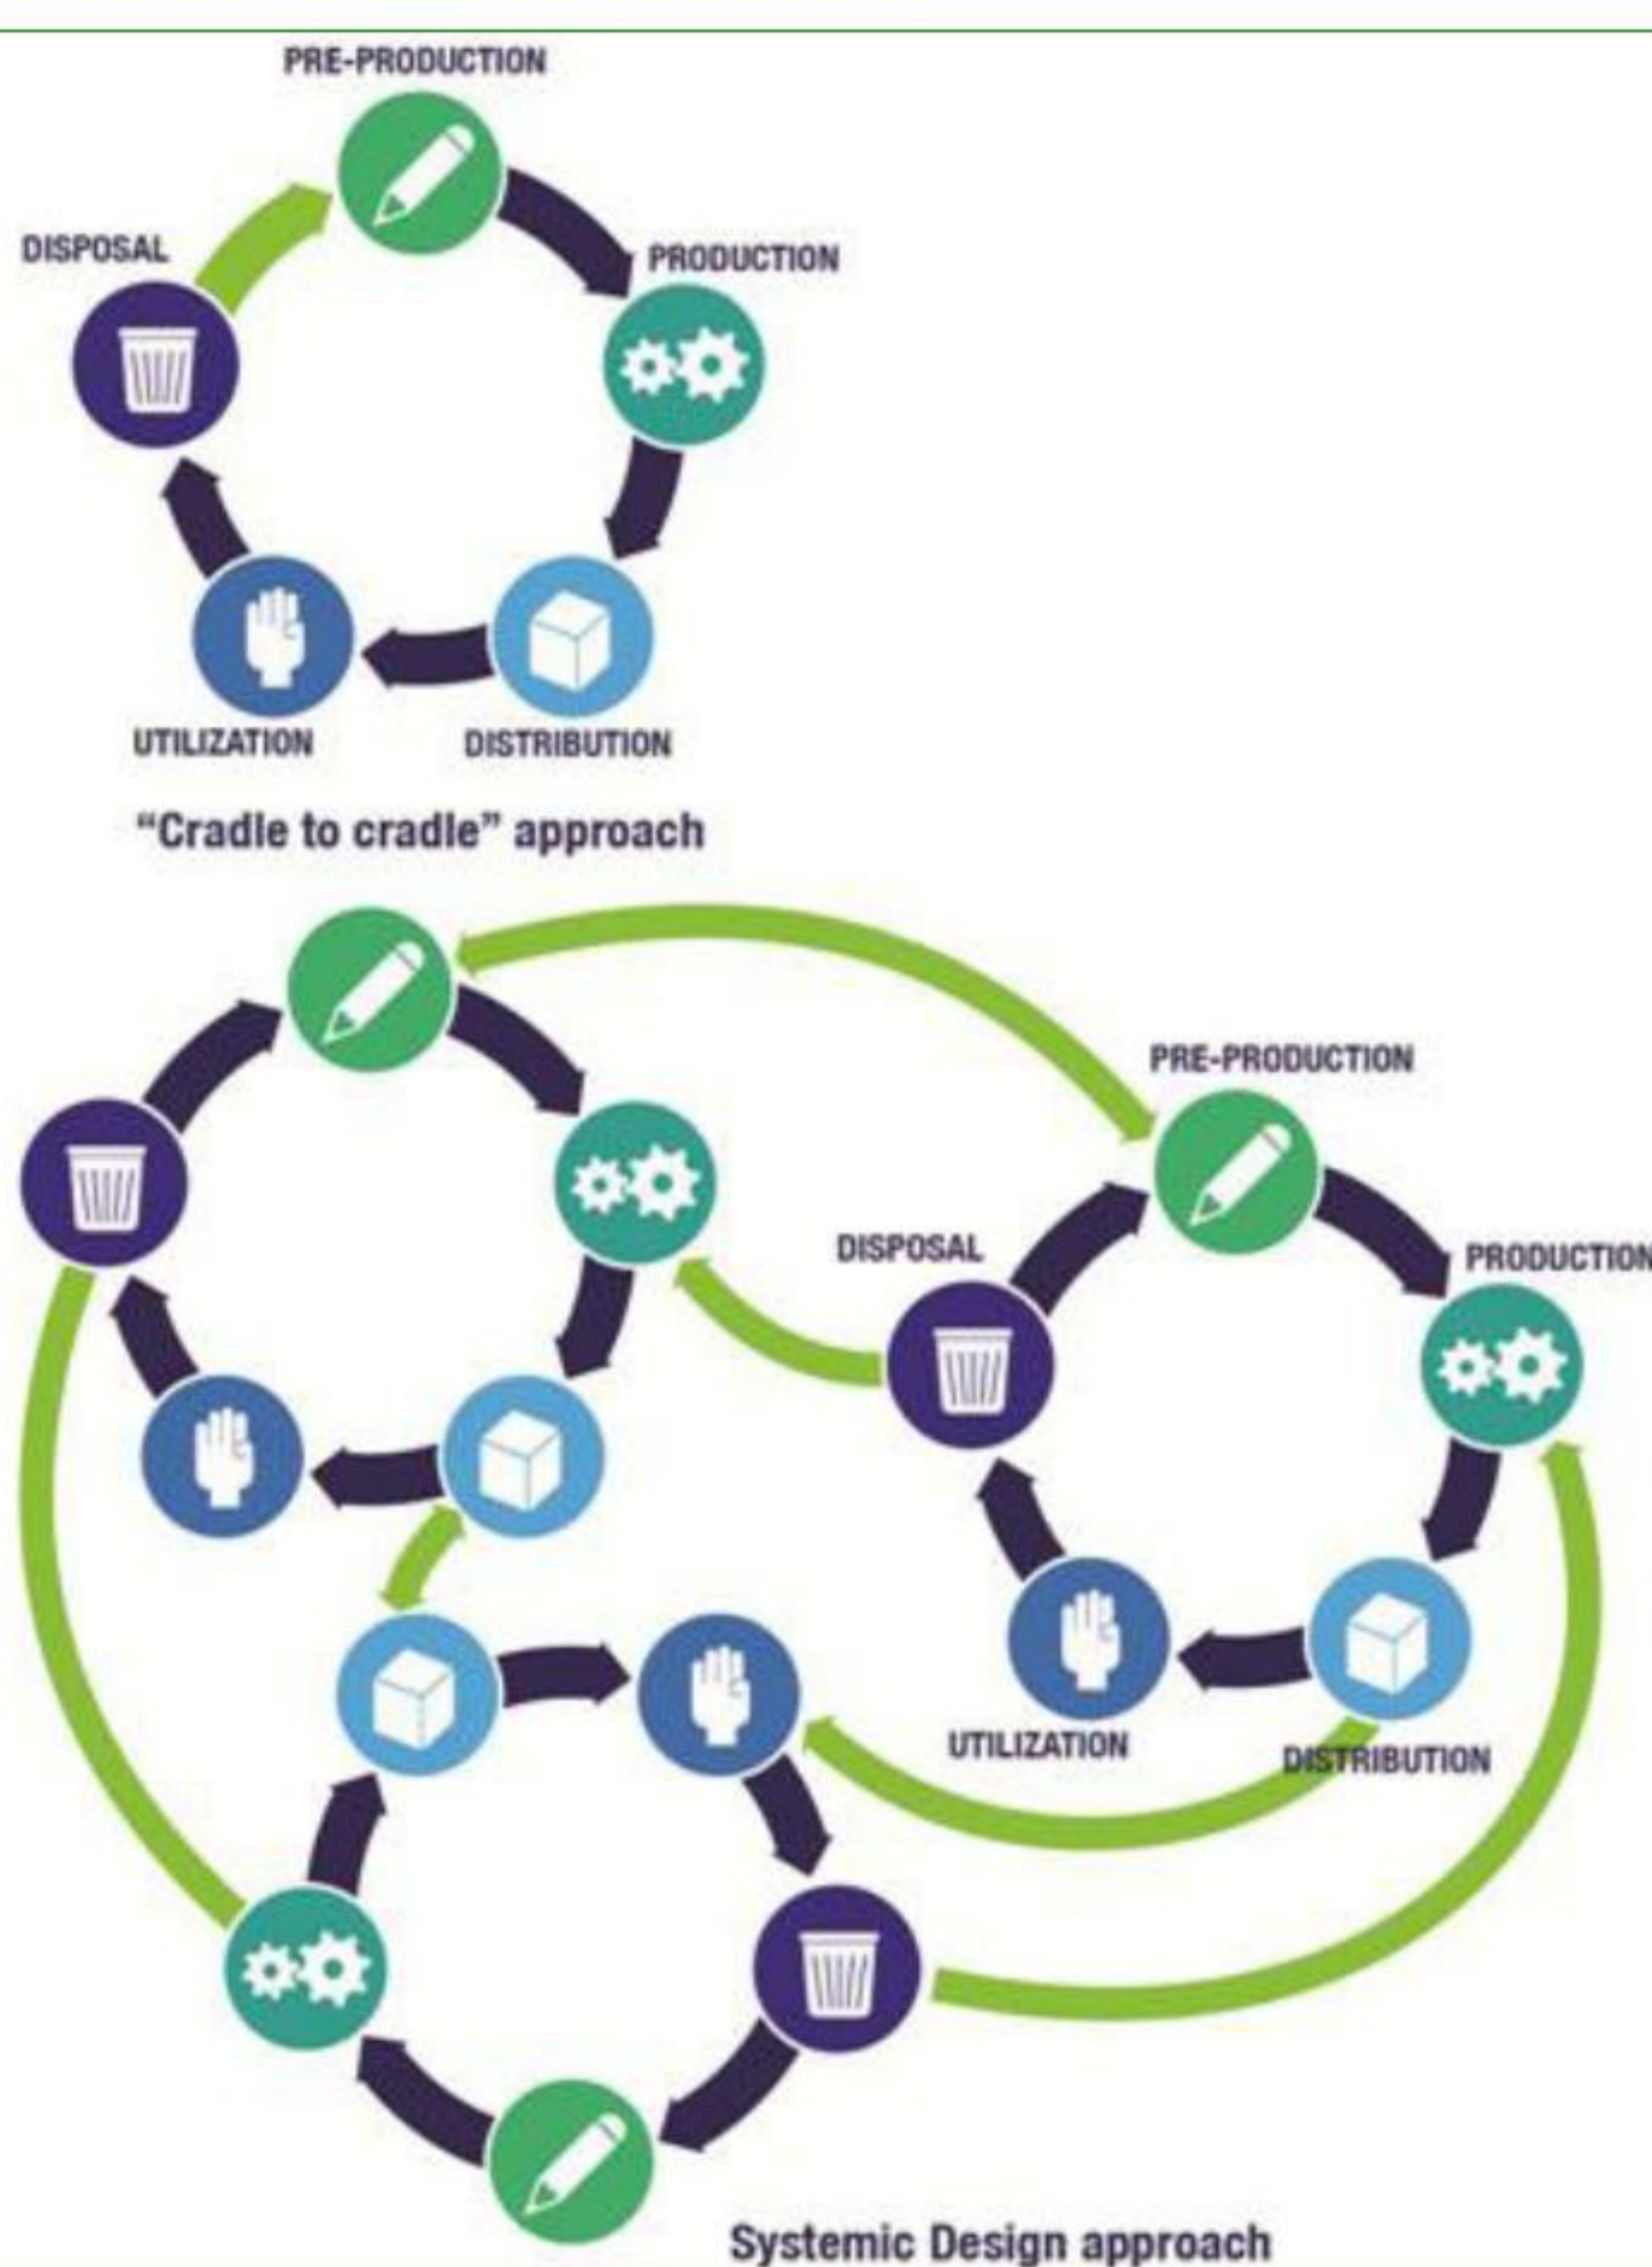 PRE-PRODUCTION
DISPOSAL
PRODUCTION
UTILIZATION
DISTRIBUTION
“Cradle to cradle” approach
PRE-PRODUCTION
DISPOSAL
PRODUCTION
UTILIZATION
DISTRIBUTION
Systemic Design approach